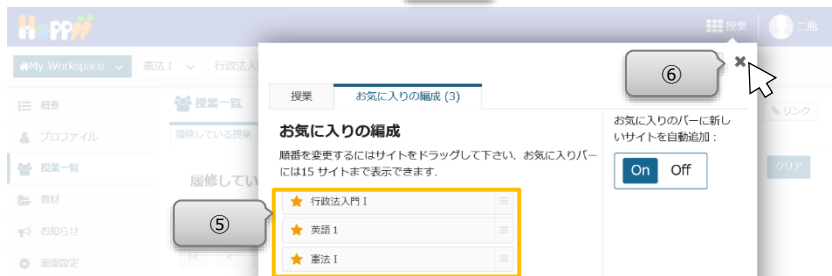 Hoppii
授業
二瓶
My Workspace
憲法 I
行政法入
⑥
概要
授業一覧
授業
お気に入りの編成 (3)
お気に入りのバーに新し
いサイトを自動追加：
リンク
プロファイル
履修している授業
お気に入りの編成
順番を変更するにはサイトをドラッグして下さい．お気に入りバー
には15 サイトまで表示できます．
On
Off
クリア
授業一覧
履修してい
教材
行政法入門 I
⑤
お知らせ
英語 1
画面設定
|<
<
憲法 I